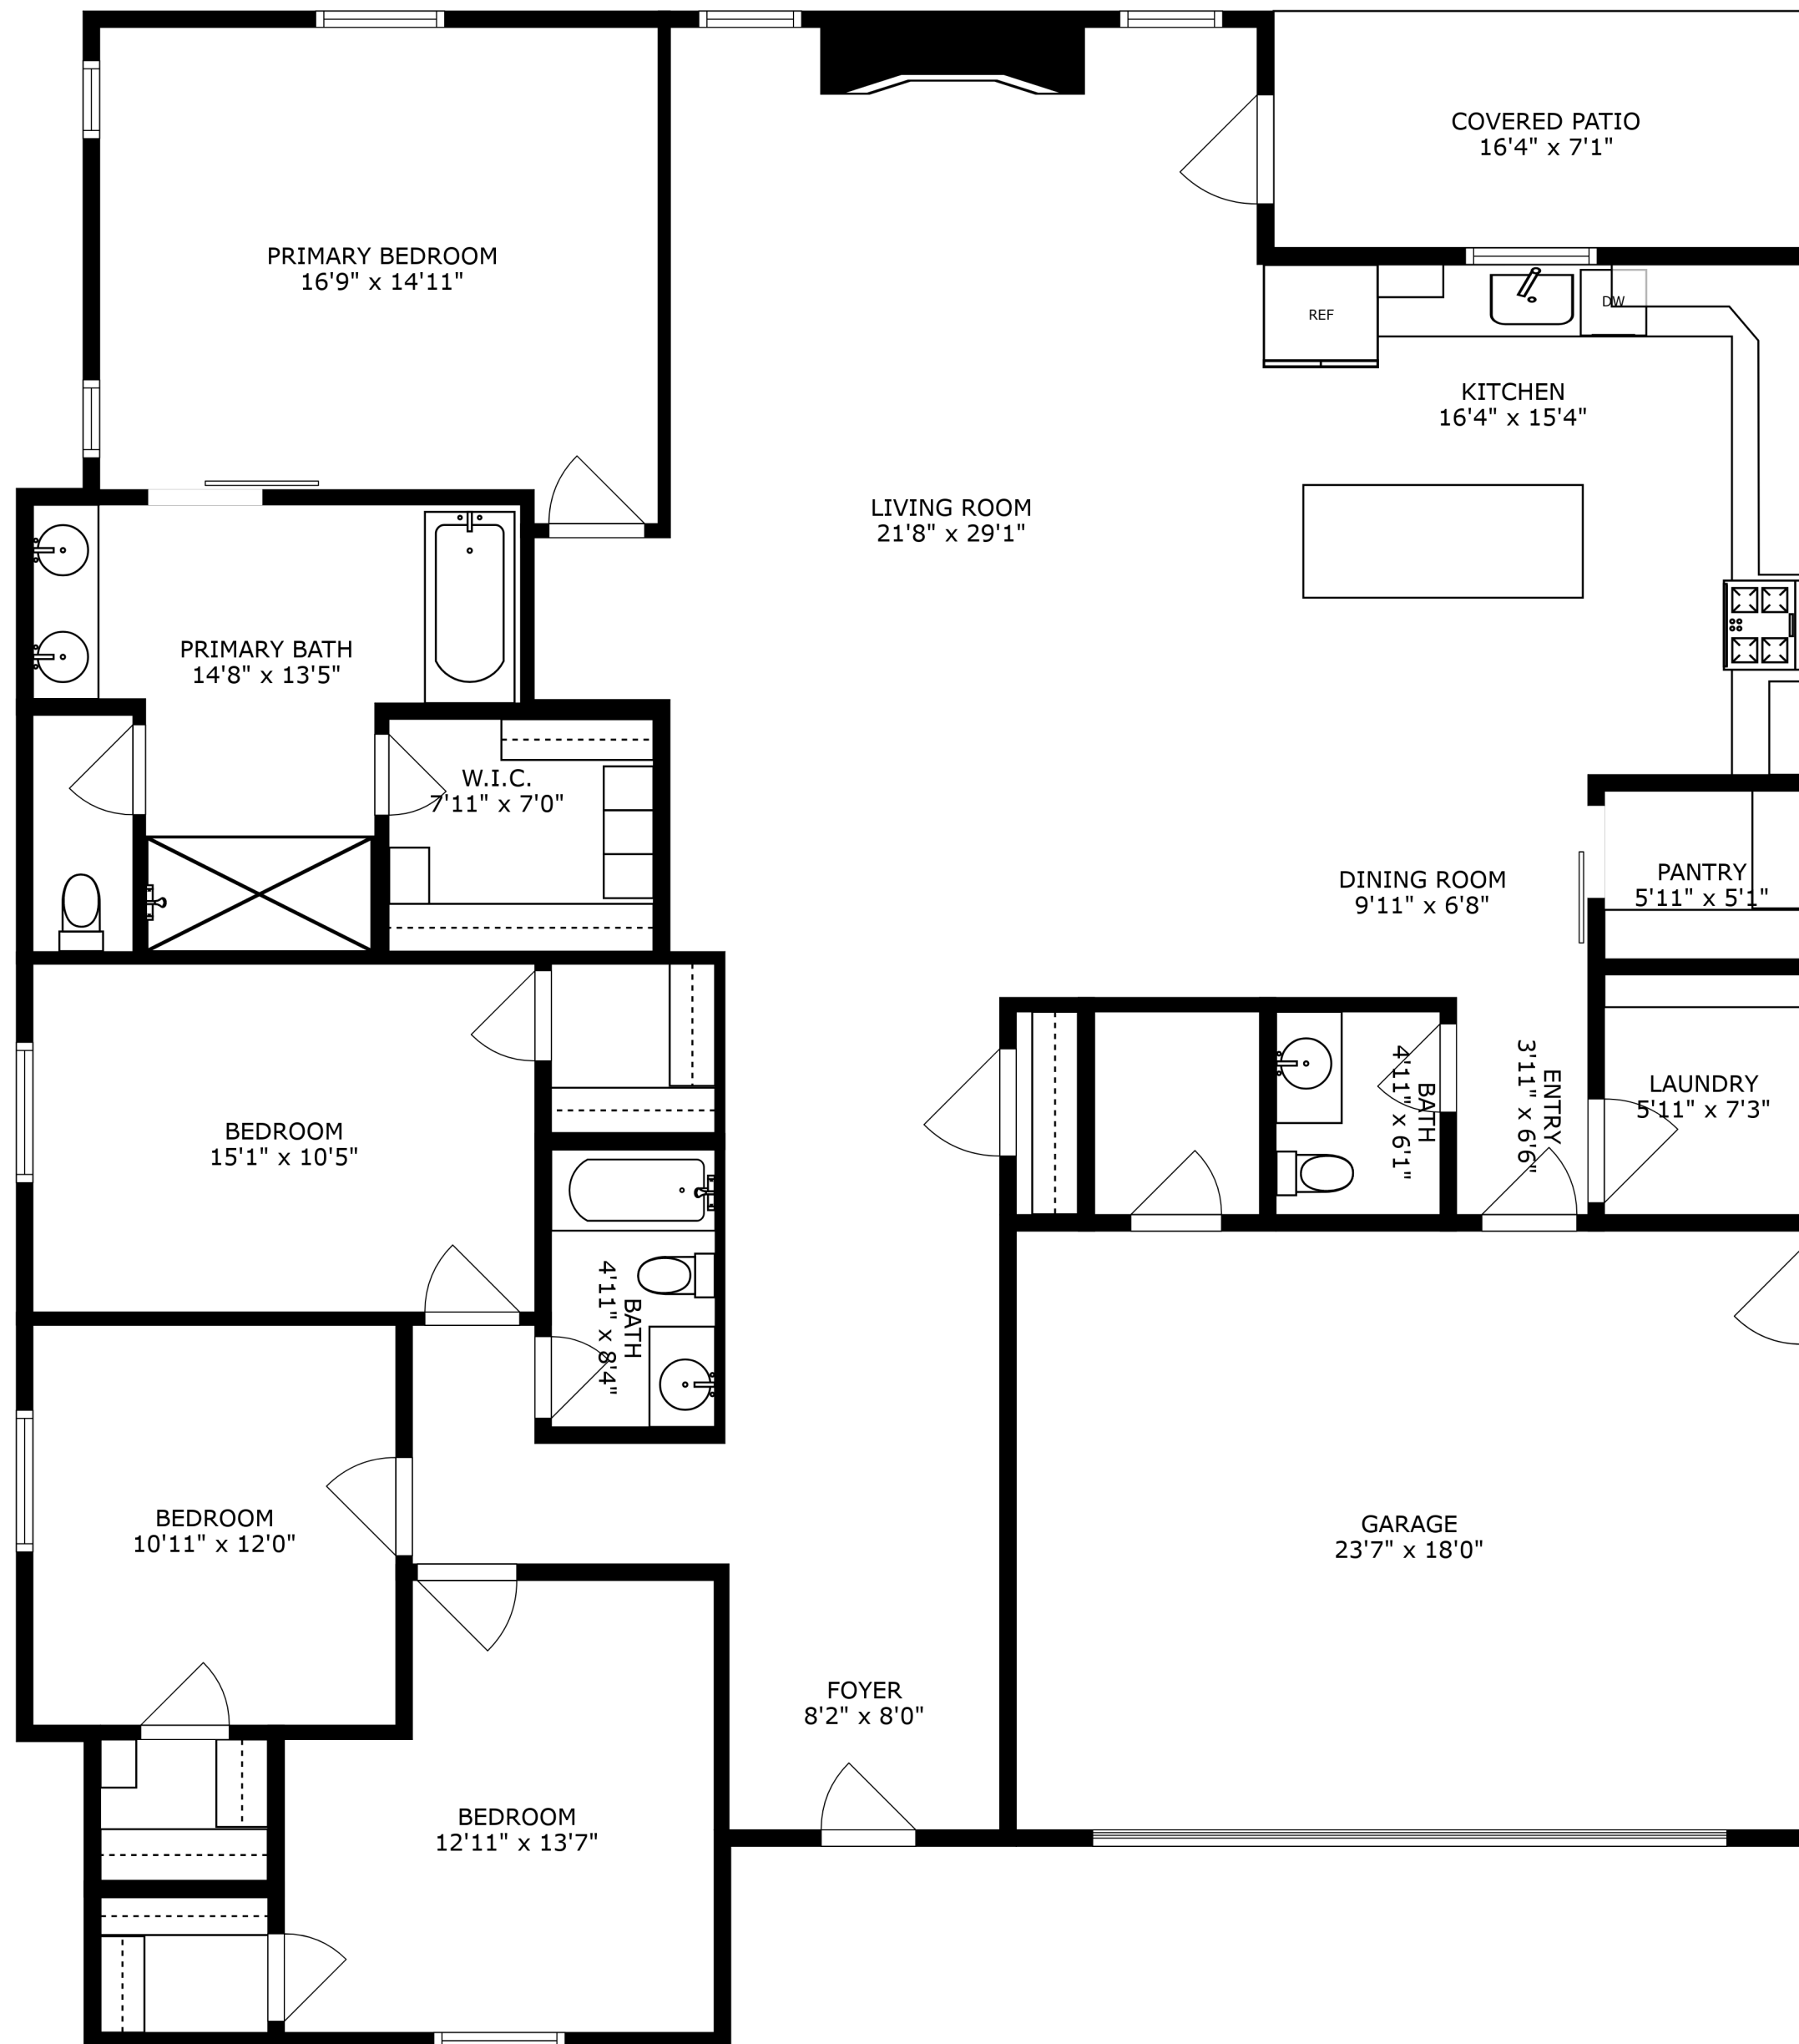 COVERED PATIO
16'4" x 7'1"
PRIMARY BEDROOM
16'9" x 14'11"
REF
DW
KITCHEN
16'4" x 15'4"
LIVING ROOM
21'8" x 29'1"
PRIMARY BATH
14'8" x 13'5"
W.I.C.
7'11" x 7'0"
DINING ROOM
9'11" x 6'8"
PANTRY
5'11" x 5'1"
BEDROOM
15'1" x 10'5"
BATH
4'11" x 6'1"
ENTRY
3'11" x 6'6"
LAUNDRY
5'11" x 7'3"
BATH
4'11" x 8'4"
BEDROOM
10'11" x 12'0"
GARAGE
23'7" x 18'0"
FOYER
8'2" x 8'0"
BEDROOM
12'11" x 13'7"